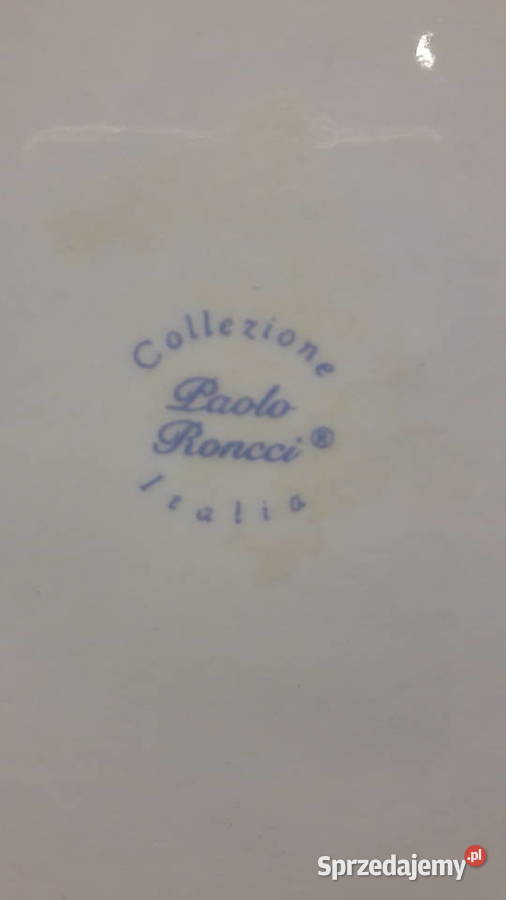 Collezione
Paolo
Roncci®
Italia
Sprzedajemy.pl